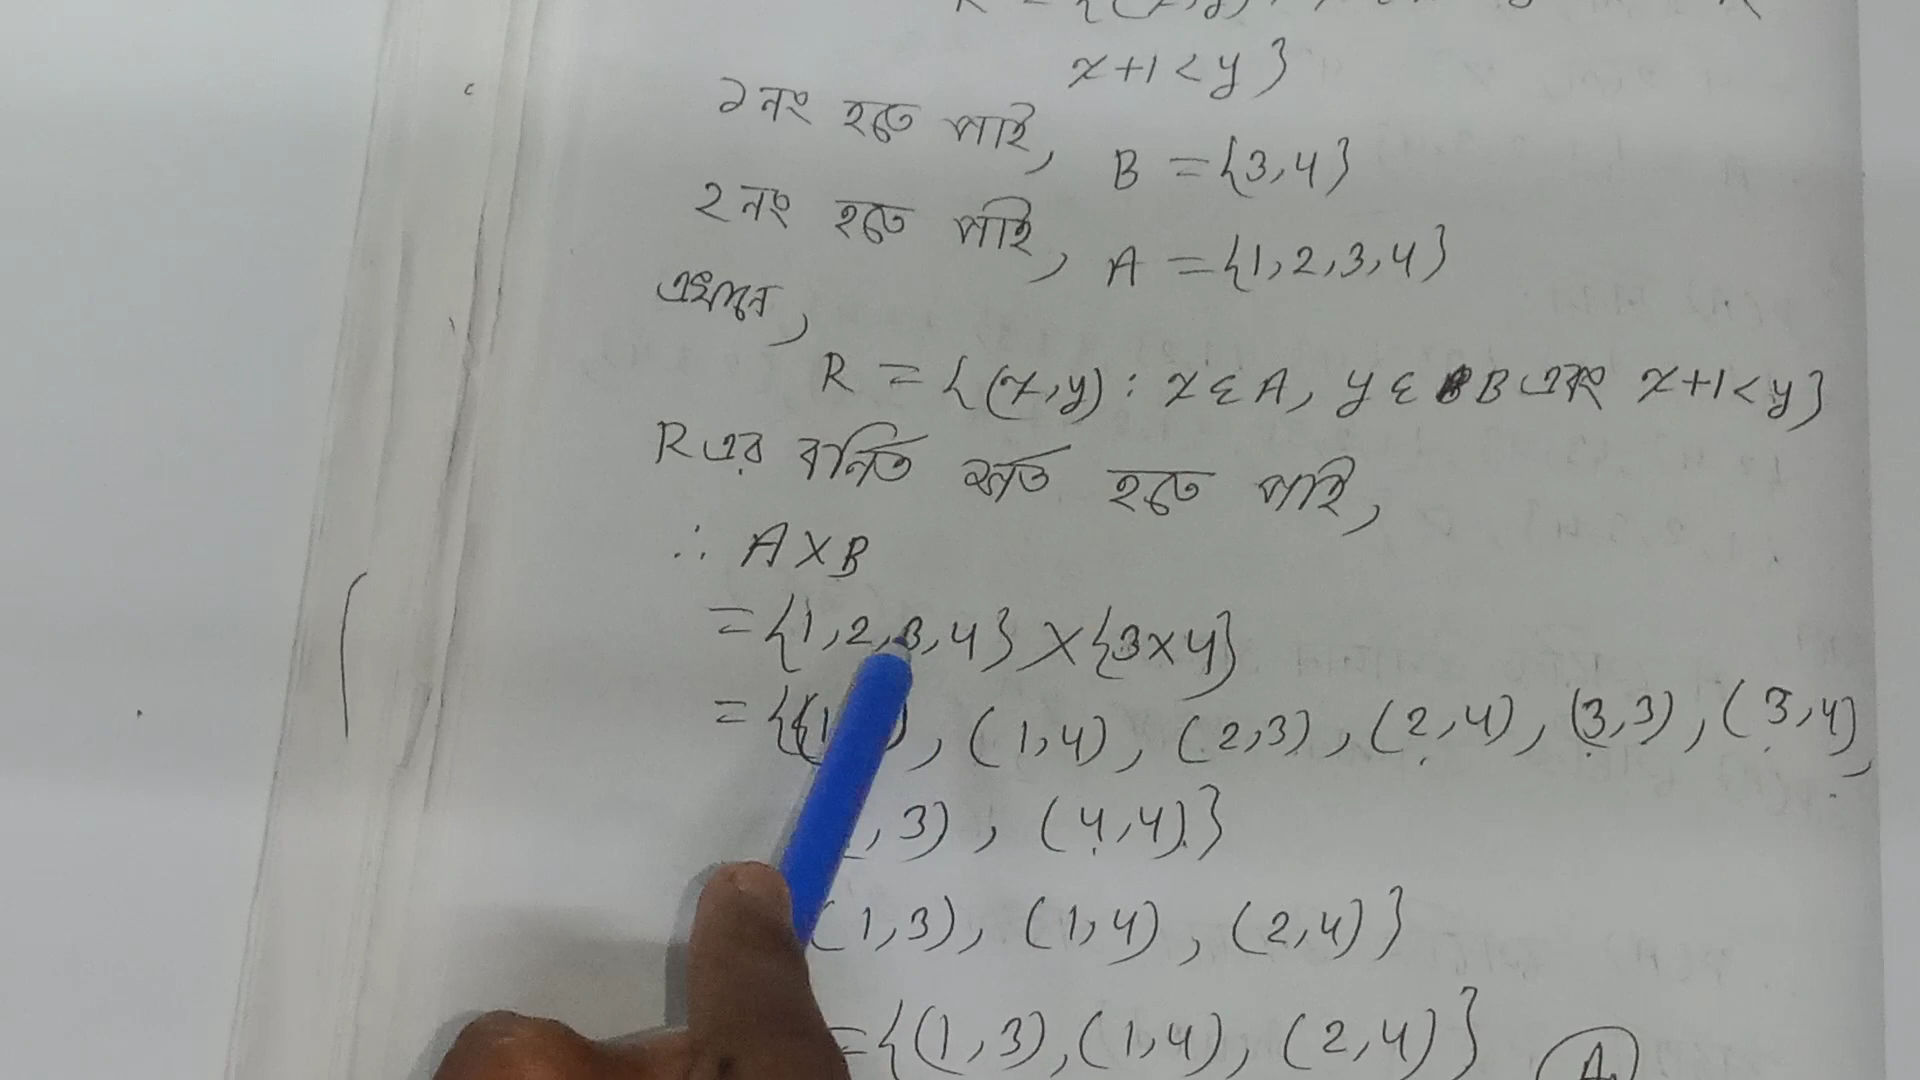 x+1<y}
১নং হতে পাই, B = {3,4}
২নং হতে পাই, A = {1,2,3,4}
এখানে,
R = {(x,y) : x ∈ A, y ∈ B এবং x+1<y}
R এর বর্নিত শর্ত হতে পাই,
∴ A×B
= {1,2,3,4} × {3×4}
= {(1 ), (1,4), (2,3), (2,4), (3,3), (3,4),
,3), (4,4)}
(1,3), (1,4), (2,4)}
= {(1,3), (1,4), (2,4)}